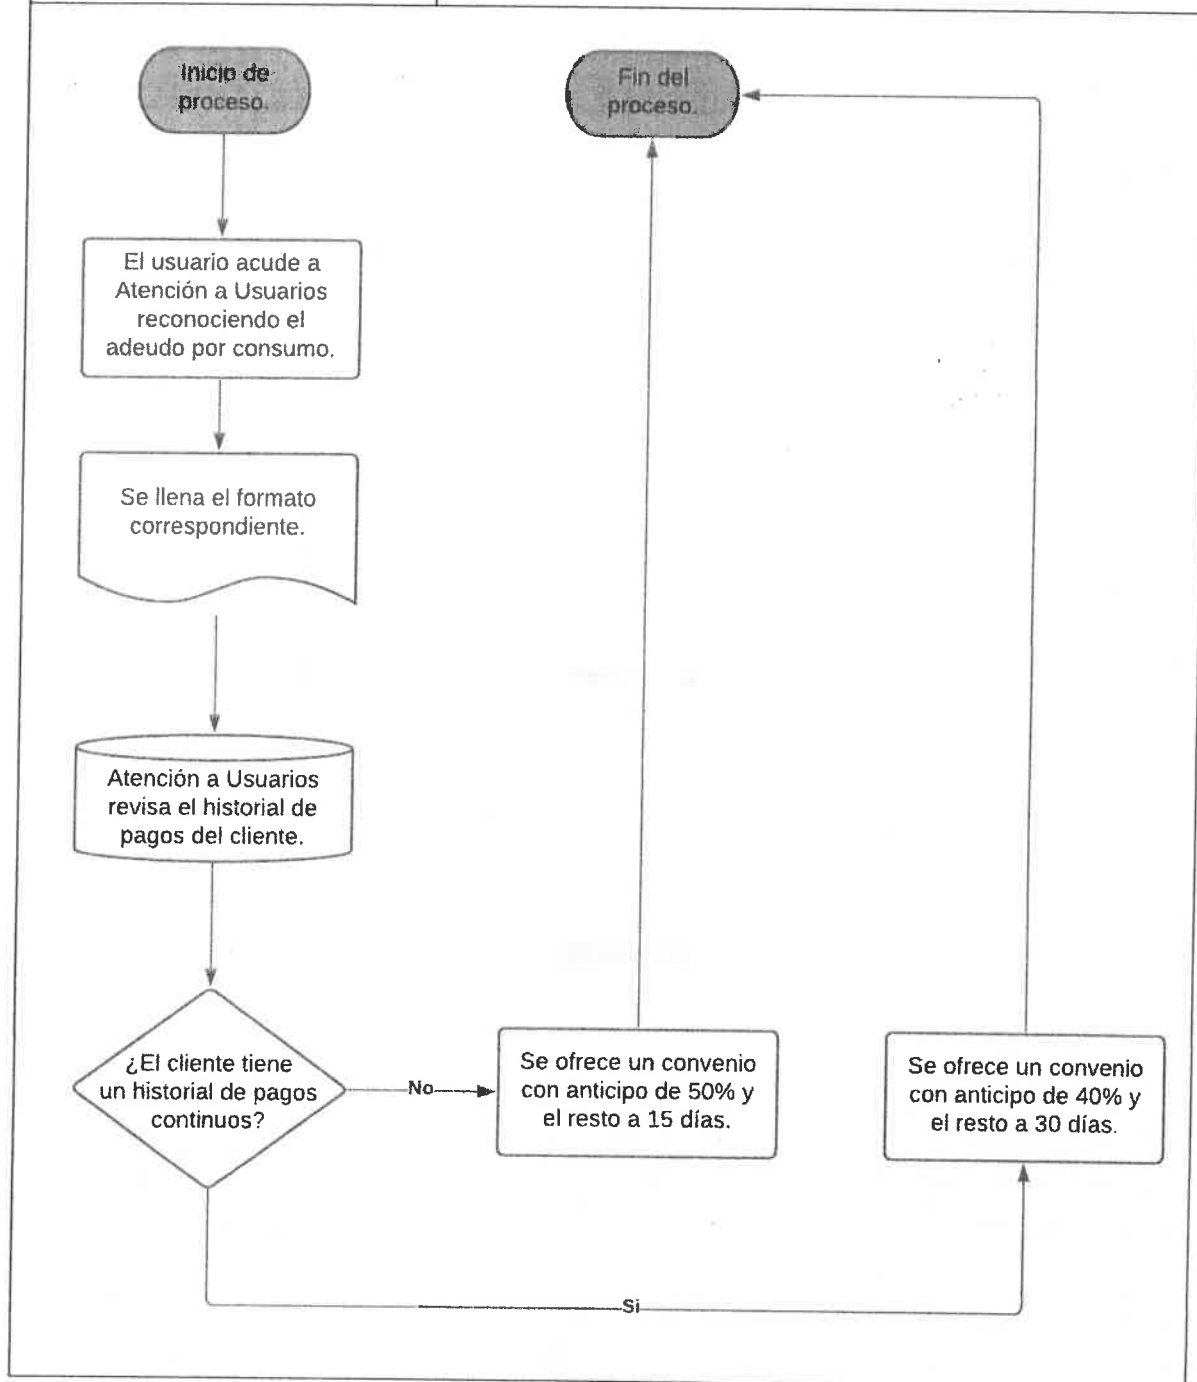 Inicio de
proceso.
Fin del
proceso.
El usuario acude a
Atención a Usuarios
reconociendo el
adeudo por consumo.
Se llena el formato
correspondiente.
Atención a Usuarios
revisa el historial de
pagos del cliente.
¿El cliente tiene
un historial de pagos
continuos?
No
Se ofrece un convenio
con anticipo de 50% y
el resto a 15 días.
Se ofrece un convenio
con anticipo de 40% y
el resto a 30 días.
Si